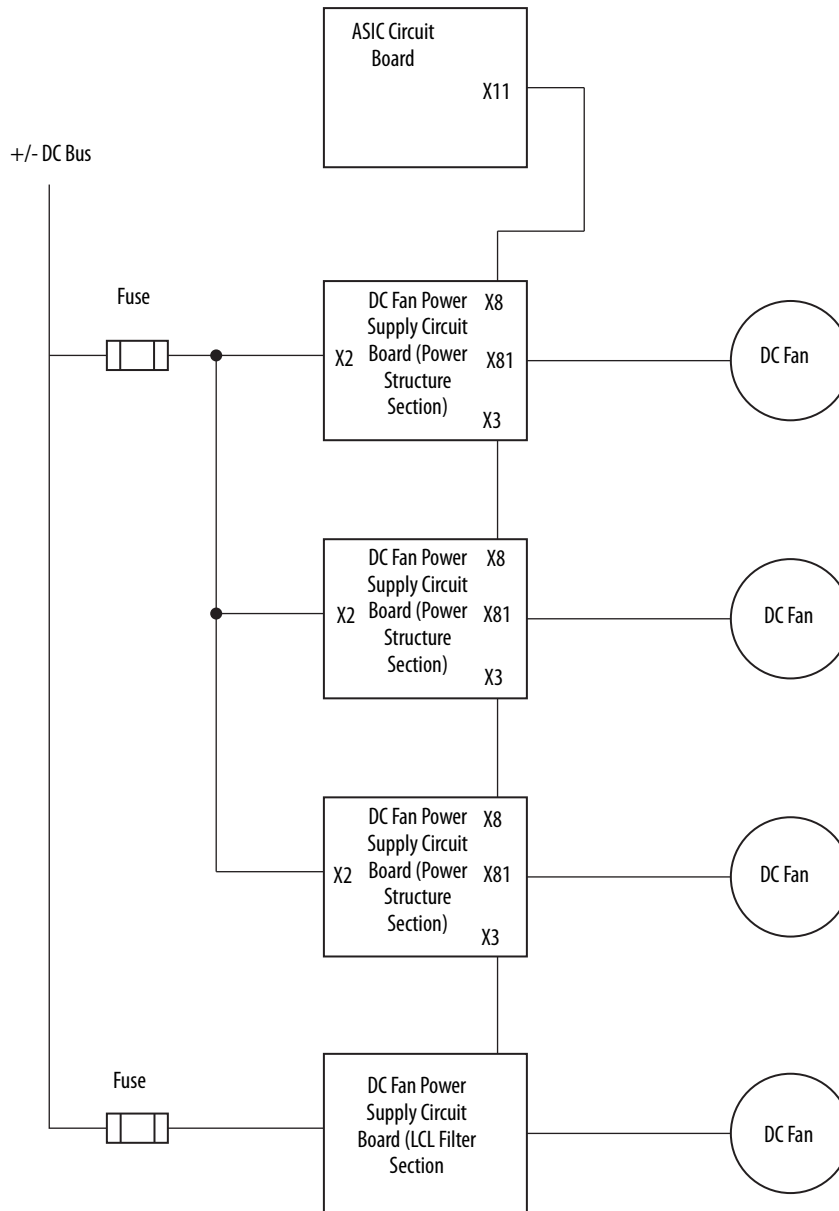 ASIC Circuit
Board
X11
+/- DC Bus
Fuse
DC Fan Power
Supply Circuit
Board (Power
Structure
Section)
X8
X2
X81
X3
DC Fan
DC Fan Power
Supply Circuit
Board (Power
Structure
Section)
X8
X2
X81
X3
DC Fan
DC Fan Power
Supply Circuit
Board (Power
Structure
Section)
X8
X2
X81
X3
DC Fan
Fuse
DC Fan Power
Supply Circuit
Board (LCL Filter
Section
DC Fan